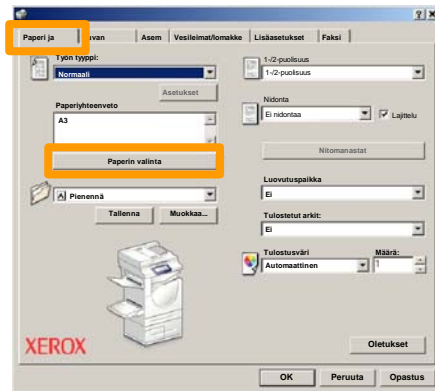 Paperi ja
uvan
Asem
Vesileimat/lomakke
Lisäasetukset
Faksi
Työn tyyppi:
Normaali
Asetukset
Paperiyhteenveto
A3
Paperin valinta
Pienennä
Tallenna
Muokkaa...
XEROX
1-/2-puolisuus
1-/2-puolisuus
Nidonta
Ei nidontaa
Lajittelu
Nitomanastat
Luovutuspaikka
Ei
Tulostetut arkit:
Ei
Tulostusväri
Automaattinen
Määrä:
1
Oletukset
OK
Peruuta
Opastus